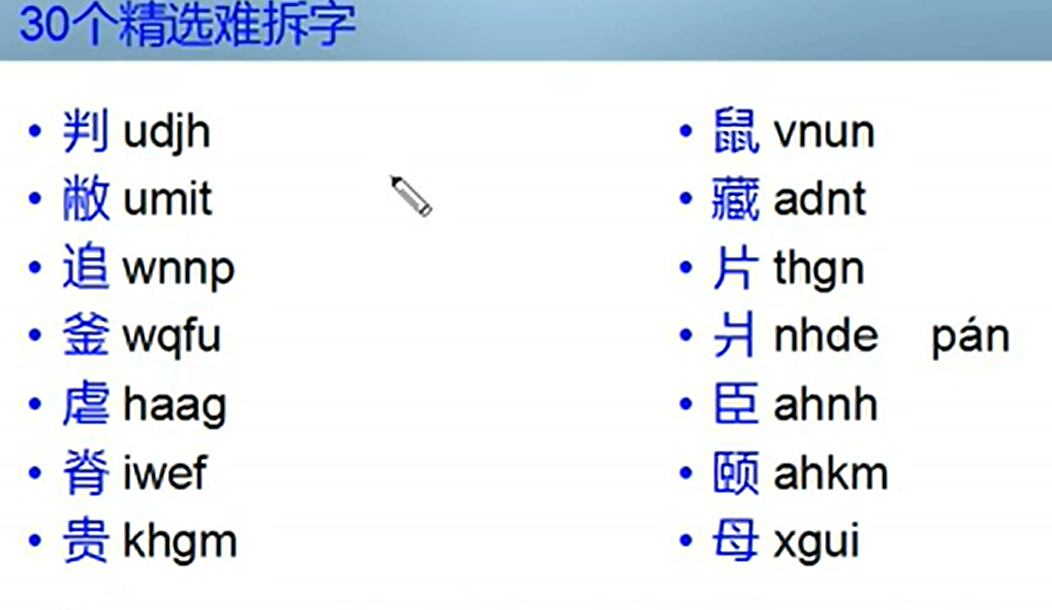 30个精选难拆字
• 判 udjh
• 敝 umit
• 追 wnnp
• 釜 wqfu
• 虐 haag
• 脊 iwef
• 贵 khgm
• 鼠 vnun
• 藏 adnt
• 片 thgn
• 爿 nhde pán
• 臣 ahnh
• 颐 ahkm
• 母 xgui